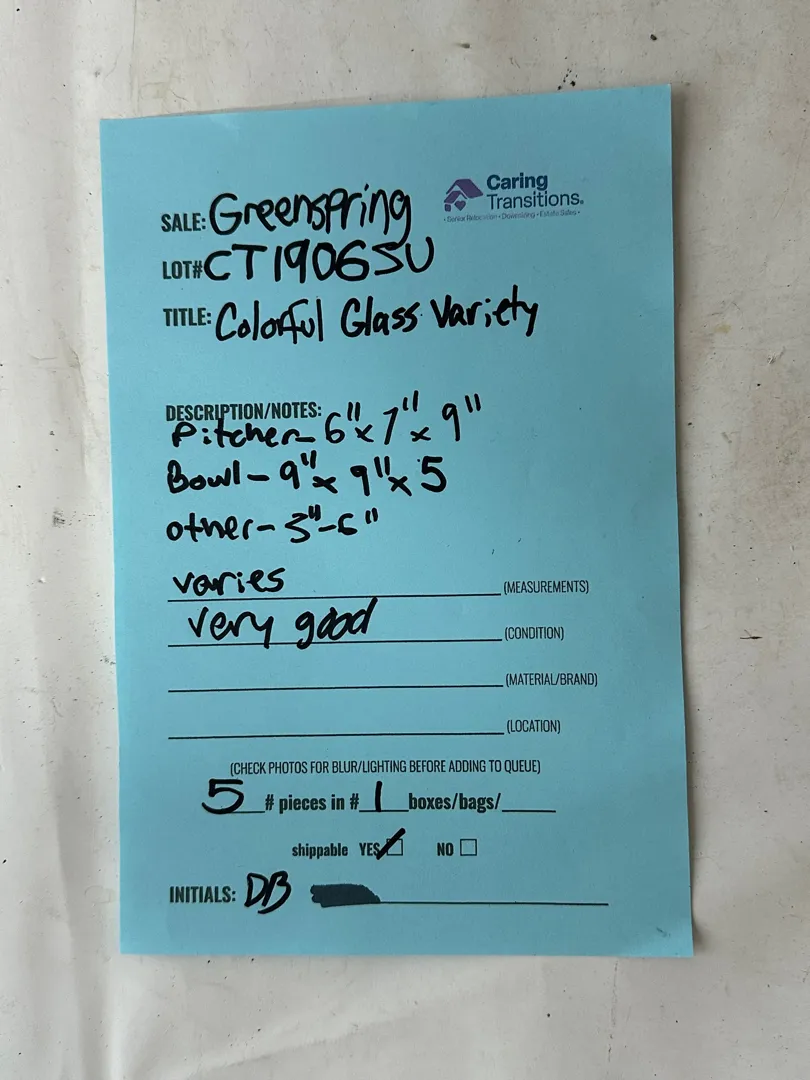 Caring
Transitions.
• Senior Relocation • Downsizing • Estate Sales •
SALE: Greenspring
LOT# CT19065U
TITLE: Colorful Glass Variety
DESCRIPTION/NOTES:
Pitcher- 6" x 7" x 9"
Bowl - 9" x 9" x 5
other - 3"-6"
varies (MEASUREMENTS)
very good (CONDITION)
(MATERIAL/BRAND)
(LOCATION)
(CHECK PHOTOS FOR BLUR/LIGHTING BEFORE ADDING TO QUEUE)
5 # pieces in # 1 boxes/bags/
shippable YES NO
INITIALS: DB